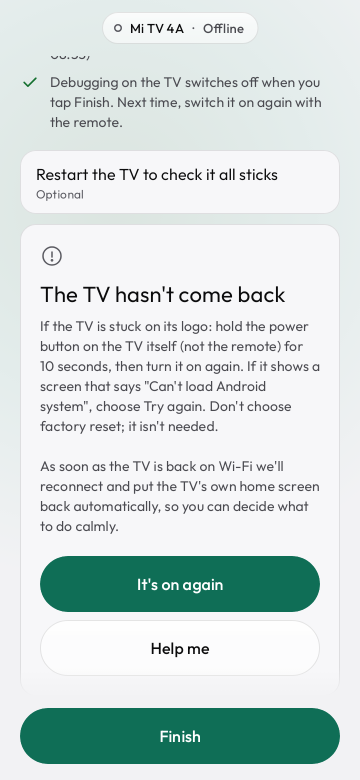 Mi TV 4A · Offline
Debugging on the TV switches off when you
tap Finish. Next time, switch it on again with
the remote.
Restart the TV to check it all sticks
Optional
The TV hasn't come back
If the TV is stuck on its logo: hold the power
button on the TV itself (not the remote) for
10 seconds, then turn it on again. If it shows a
screen that says "Can't load Android
system", choose Try again. Don't choose
factory reset; it isn't needed.
As soon as the TV is back on Wi-Fi we'll
reconnect and put the TV's own home screen
back automatically, so you can decide what
to do calmly.
It's on again
Help me
Finish